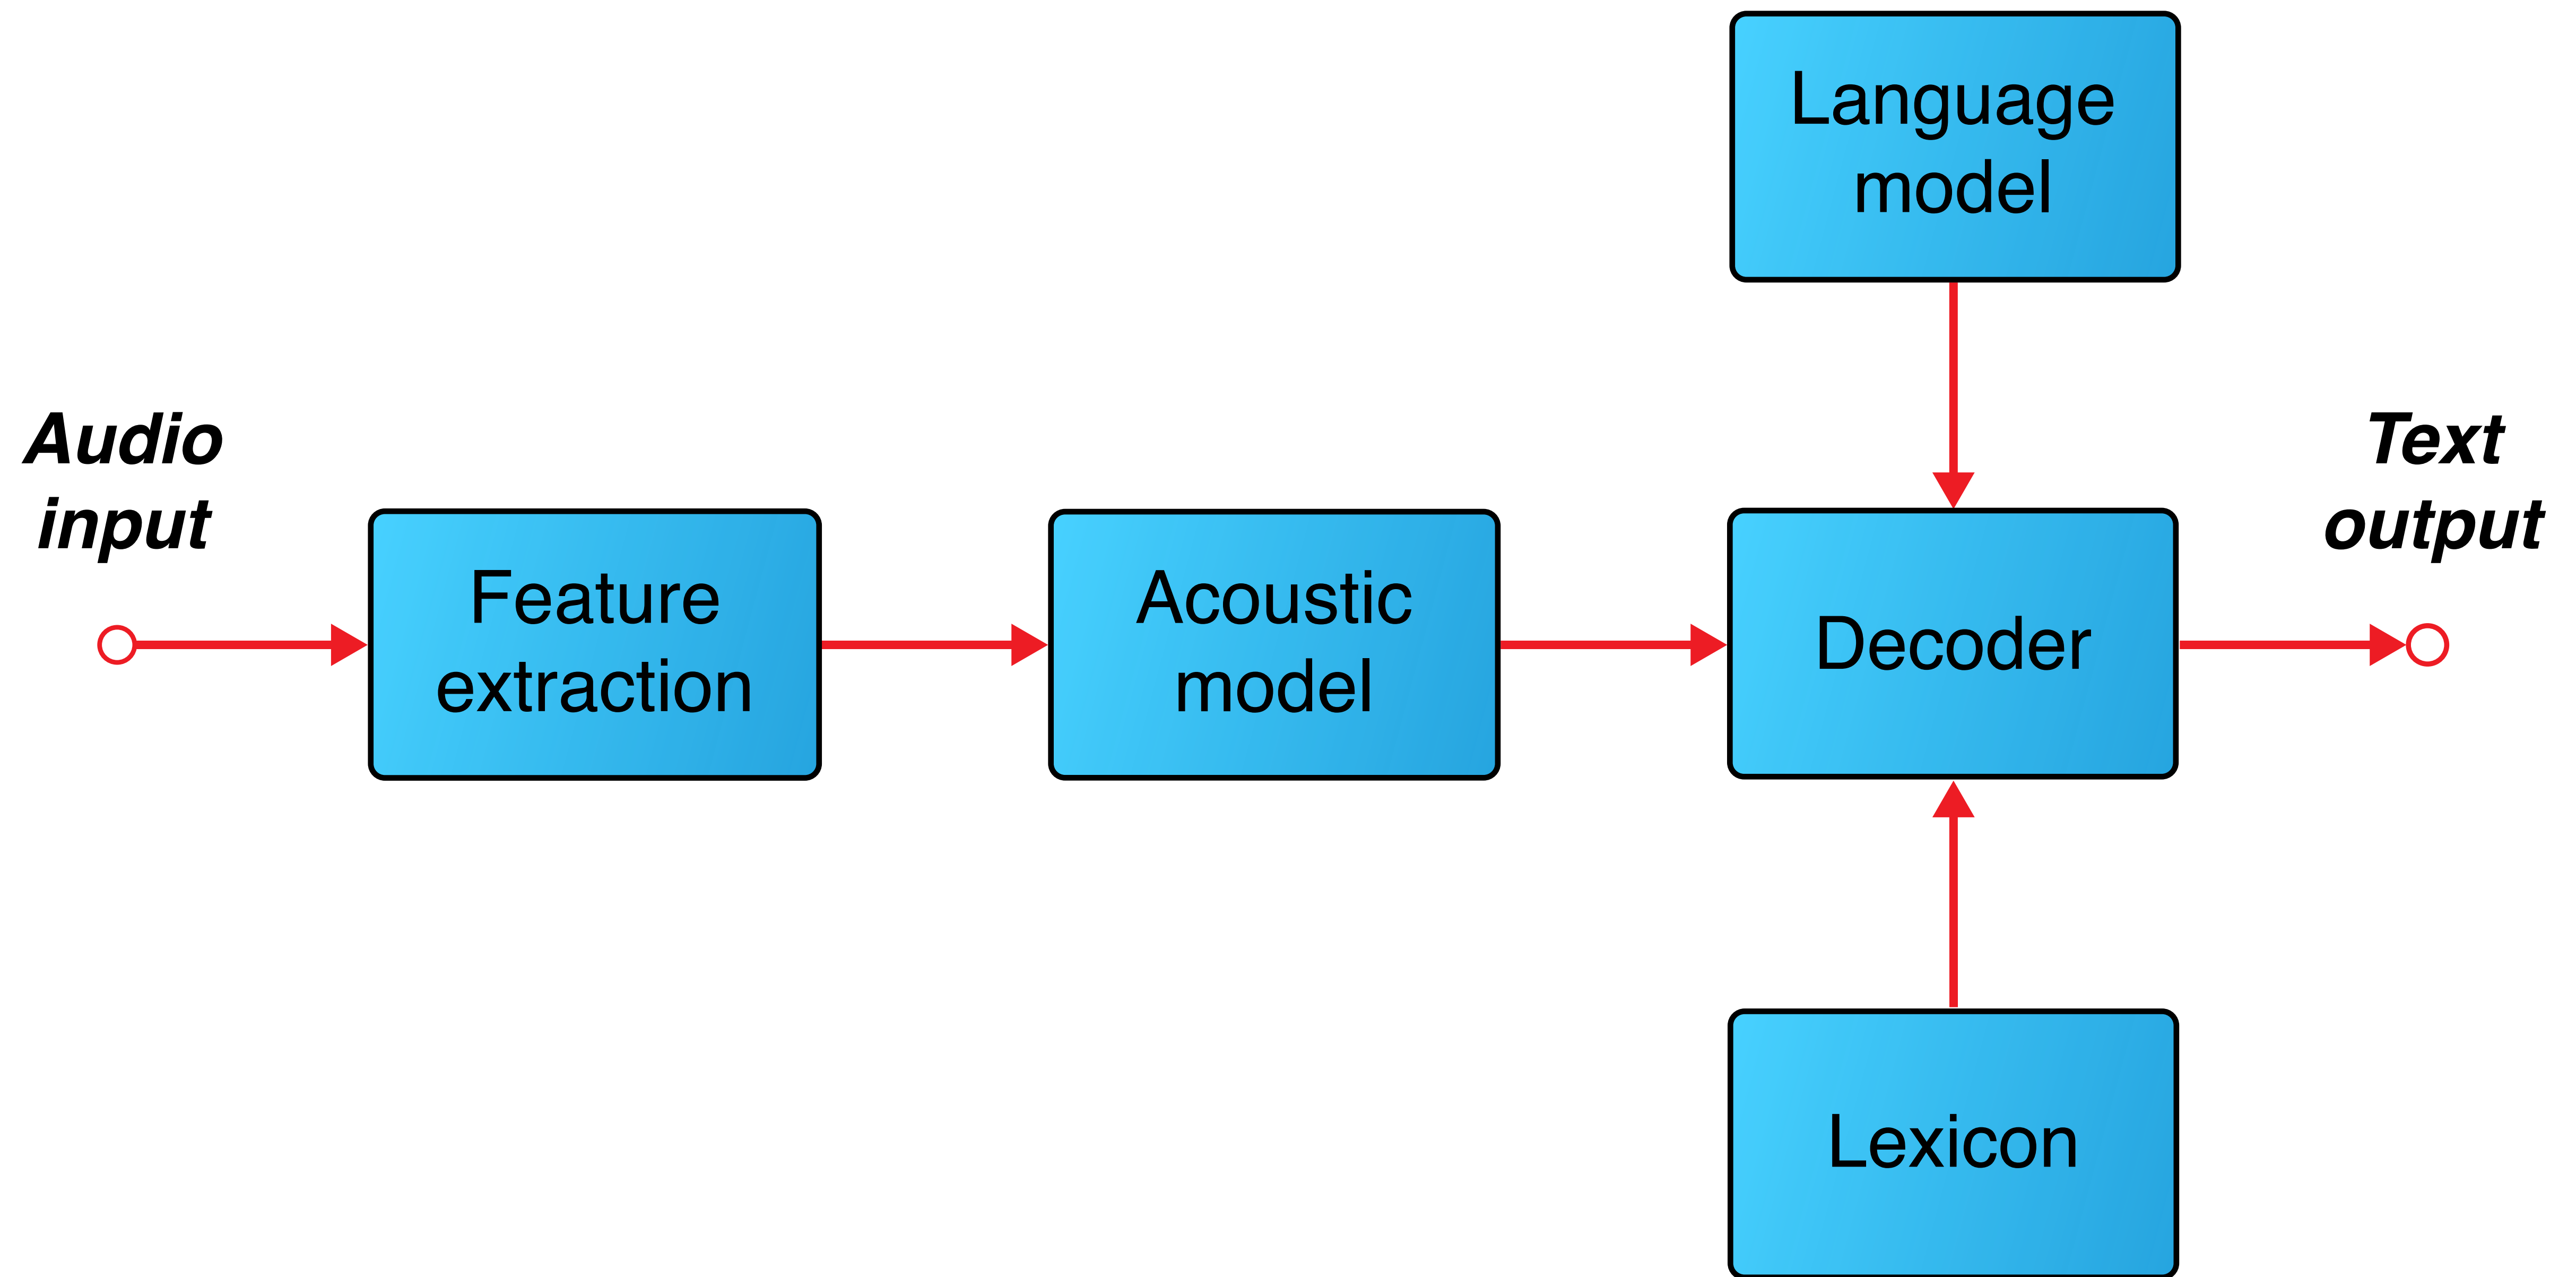 Language
model
Audio
input
Feature
extraction
Acoustic
model
Decoder
Text
output
Lexicon